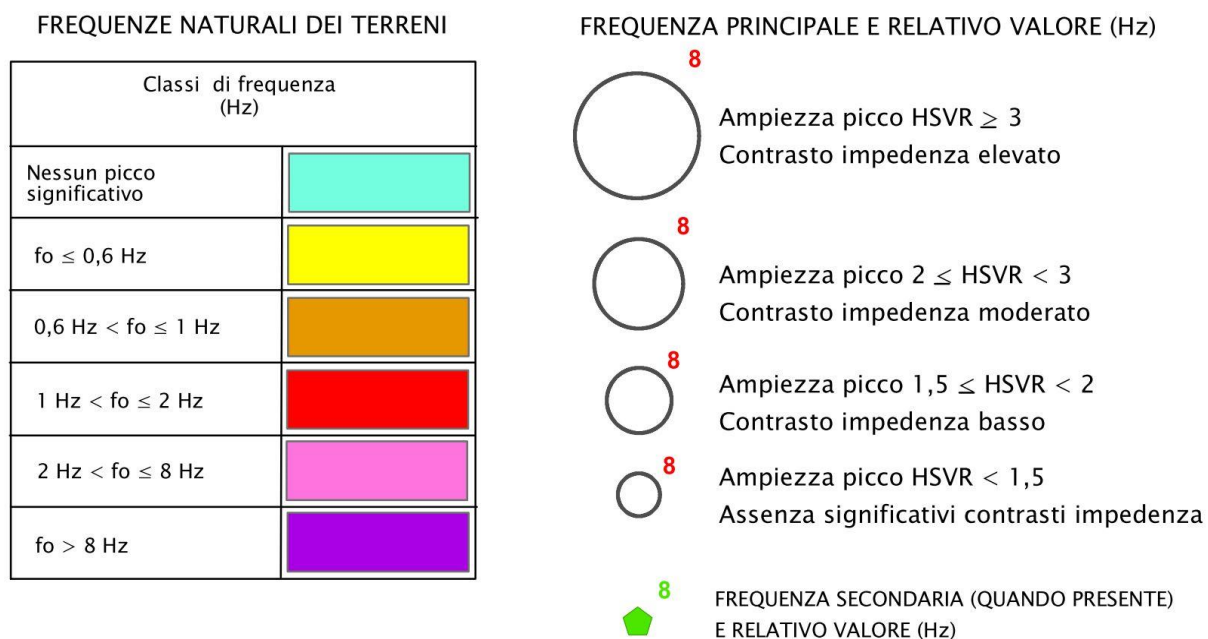 FREQUENZE NATURALI DEI TERRENI
Classi di frequenza
(Hz)
Nessun picco
significativo
fo ≤ 0,6 Hz
0,6 Hz < fo ≤ 1 Hz
1 Hz < fo ≤ 2 Hz
2 Hz < fo ≤ 8 Hz
fo > 8 Hz
FREQUENZA PRINCIPALE E RELATIVO VALORE (Hz)
8
Ampiezza picco HSVR ≥ 3
Contrasto impedenza elevato
8
Ampiezza picco 2 ≤ HSVR < 3
Contrasto impedenza moderato
8
Ampiezza picco 1,5 ≤ HSVR < 2
Contrasto impedenza basso
8
Ampiezza picco HSVR < 1,5
Assenza significativi contrasti impedenza
8
FREQUENZA SECONDARIA (QUANDO PRESENTE)
E RELATIVO VALORE (Hz)